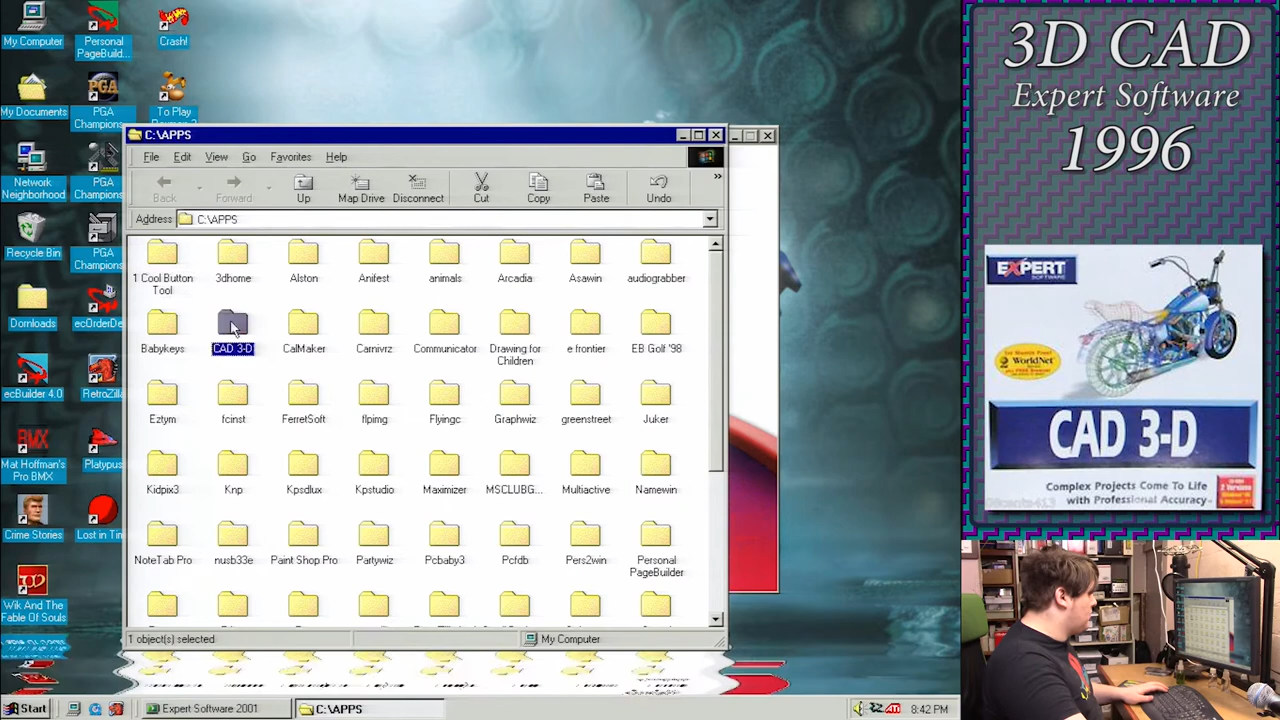 My Computer
Personal
PageBuild...
Crash!
My Documents
PGA
Champions
To Play
Network
Neighborhood
PGA
Champions
Recycle Bin
PGA
Champions
Dornloads
ecOrderDe
ecBuilder 4.0
RetroZilla
Mat Hoffman's
Pro BMX
Platypus
Crime Stories
Lost in Tim
Wik And The
Fable Of Souls
C:\APPS
File Edit View Go Favorites Help
Back Forward Up Map Drive Disconnect Cut Copy Paste Undo
Address C:\APPS
1 Cool Button
Tool
3dhome
Alston
Anifest
animals
Arcadia
Asawin
audiograbber
Babykeys
CAD 3-D
CalMaker
Carnivrz
Communicator
Drawing for
Children
e frontier
EB Golf '98
Eztym
fcinst
FerretSoft
flpimg
Flyingc
Graphwiz
greenstreet
Juker
Kidpix3
Knp
Kpsdlux
Kpstudio
Maximizer
MSCLUBG...
Multiactive
Namewin
NoteTab Pro
nusb33e
Paint Shop Pro
Partywiz
Pcbaby3
Pcfdb
Pers2win
Personal
PageBuilder
1 object(s) selected
My Computer
Start
Expert Software 2001
C:\APPS
ATI
8:42 PM
3D CAD
Expert Software
1996
EXPERT
SOFTWARE
WorldNet
CAD 3-D
Complex Projects Come To Life
with Professional Accuracy